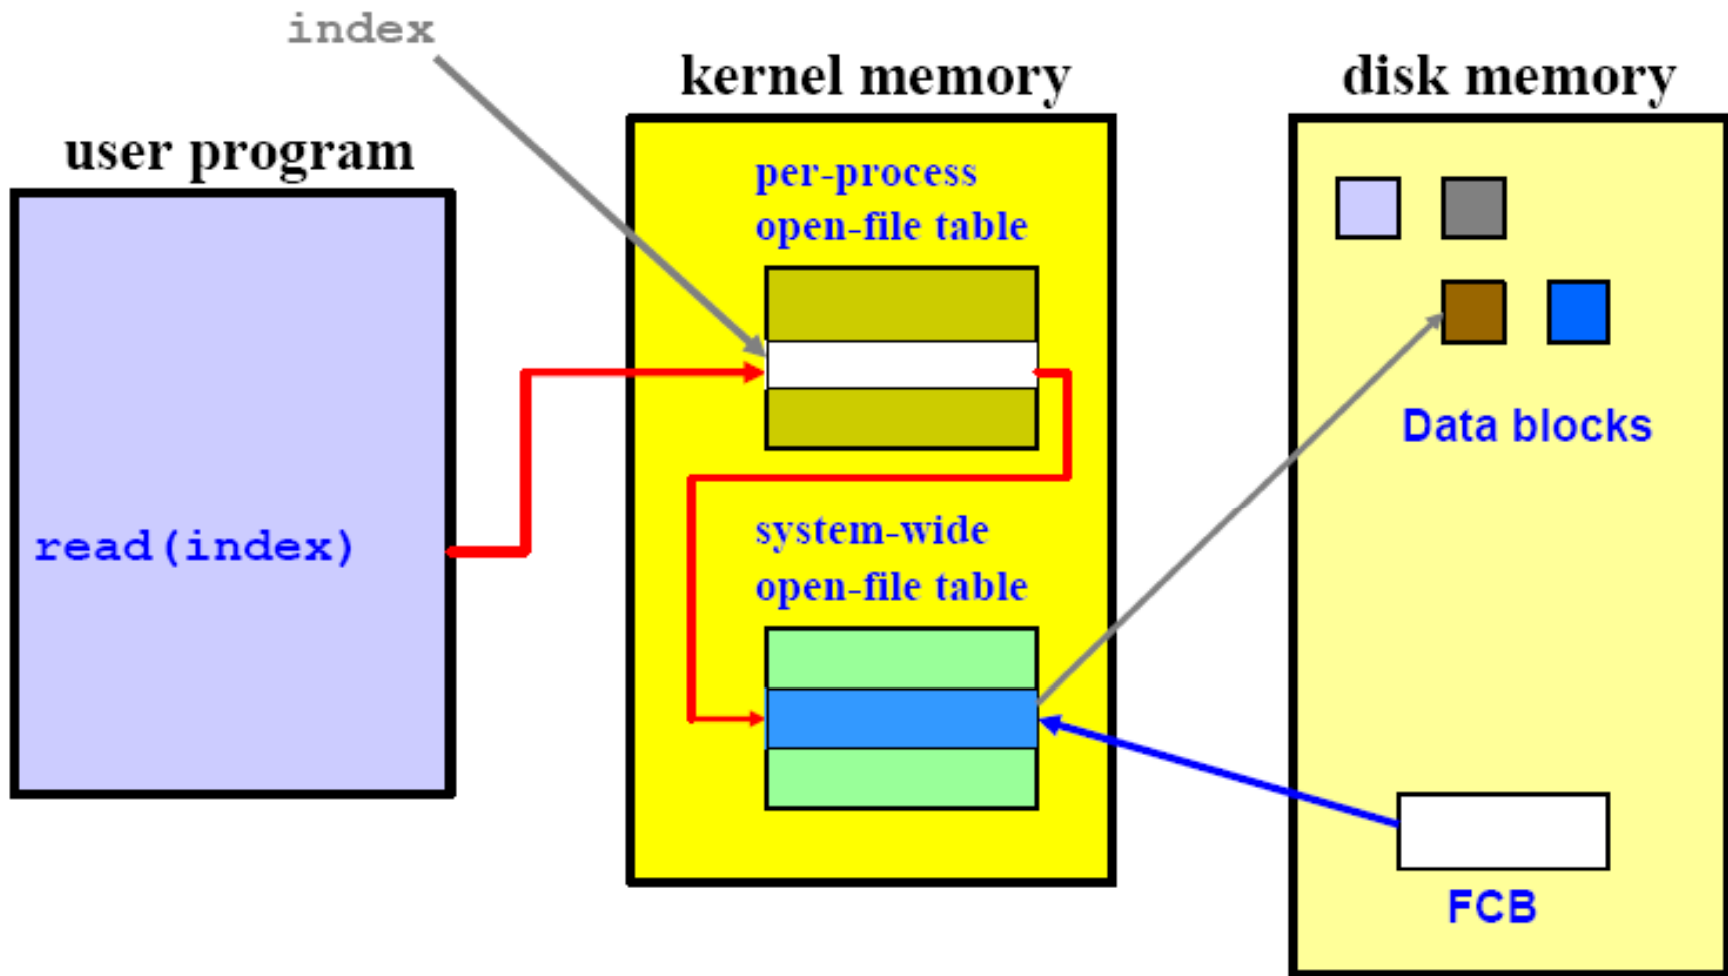 index
kernel memory
disk memory
user program
per-process
open-file table
Data blocks
system-wide
open-file table
read(index)
FCB